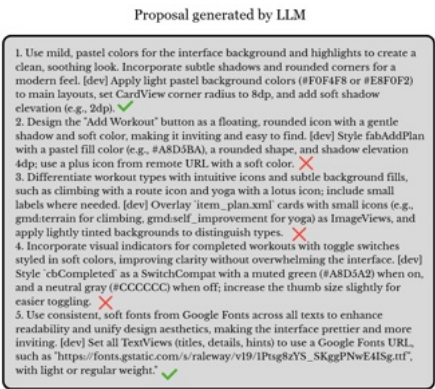 Proposal generated by LLM
1. Use mild, pastel colors for the interface background and highlights to create a
clean, soothing look. Incorporate subtle shadows and rounded corners for a
modern feel. [dev] Apply light pastel background colors (#F0F4F8 or #E8F0F2)
to main layouts, set CardView corner radius to 8dp, and add soft shadow
elevation (e.g., 2dp).
2. Design the "Add Workout" button as a floating, rounded icon with a gentle
shadow and soft color, making it inviting and easy to find. [dev] Style fabAddPlan
with a pastel fill color (e.g., #A8D5BA), a rounded shape, and shadow elevation
4dp; use a plus icon from remote URL with a soft color.
3. Differentiate workout types with intuitive icons and subtle background fills,
such as climbing with a route icon and yoga with a lotus icon; include small
labels where needed. [dev] Overlay `item_plan.xml` cards with small icons (e.g.,
gmd:terrain for climbing, gmd:self_improvement for yoga) as ImageViews, and
apply lightly tinted backgrounds to distinguish types.
4. Incorporate visual indicators for completed workouts with toggle switches
styled in soft colors, improving clarity without overwhelming the interface. [dev]
Style `cbCompleted` as a SwitchCompat with a muted green (#A8D5A2) when on,
and a neutral gray (#CCCCCC) when off; increase the thumb size slightly for
easier toggling.
5. Use consistent, soft fonts from Google Fonts across all texts to enhance
readability and unify design aesthetics, making the interface prettier and more
inviting. [dev] Set all TextViews (titles, details, hints) to use a Google Fonts URL,
such as "https://fonts.gstatic.com/s/raleway/v19/1Ptsg8zYS_SKggPNwE4ISg.ttf",
with light or regular weight."